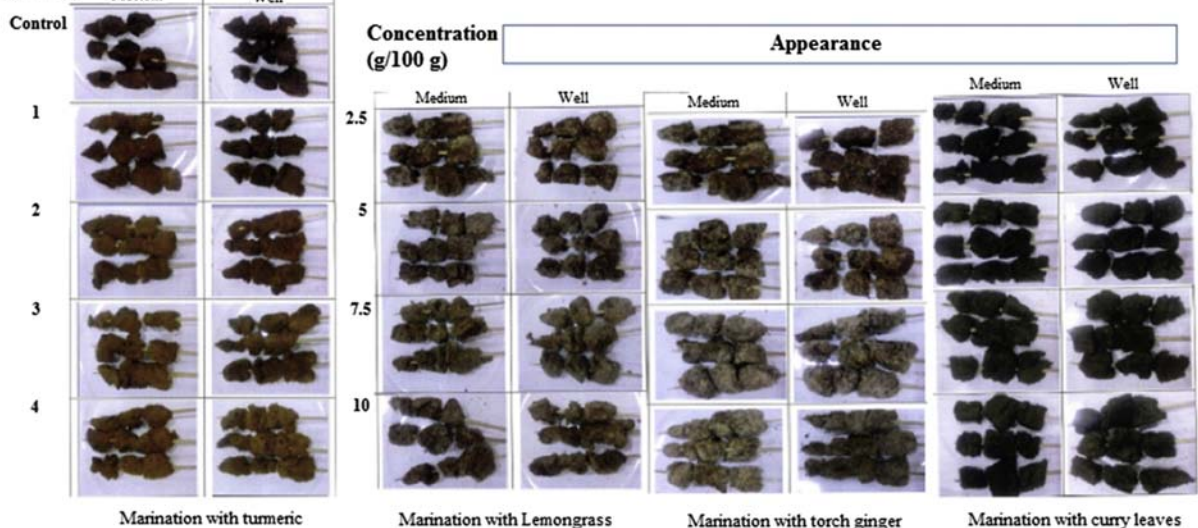 Well
Control
1
2
3
4
Marination with turmeric
Concentration
(g/100 g)
Appearance
Medium
Well
Medium
Well
Medium
Well
2.5
5
7.5
10
Marination with Lemongrass
Marination with torch ginger
Marination with curry leaves